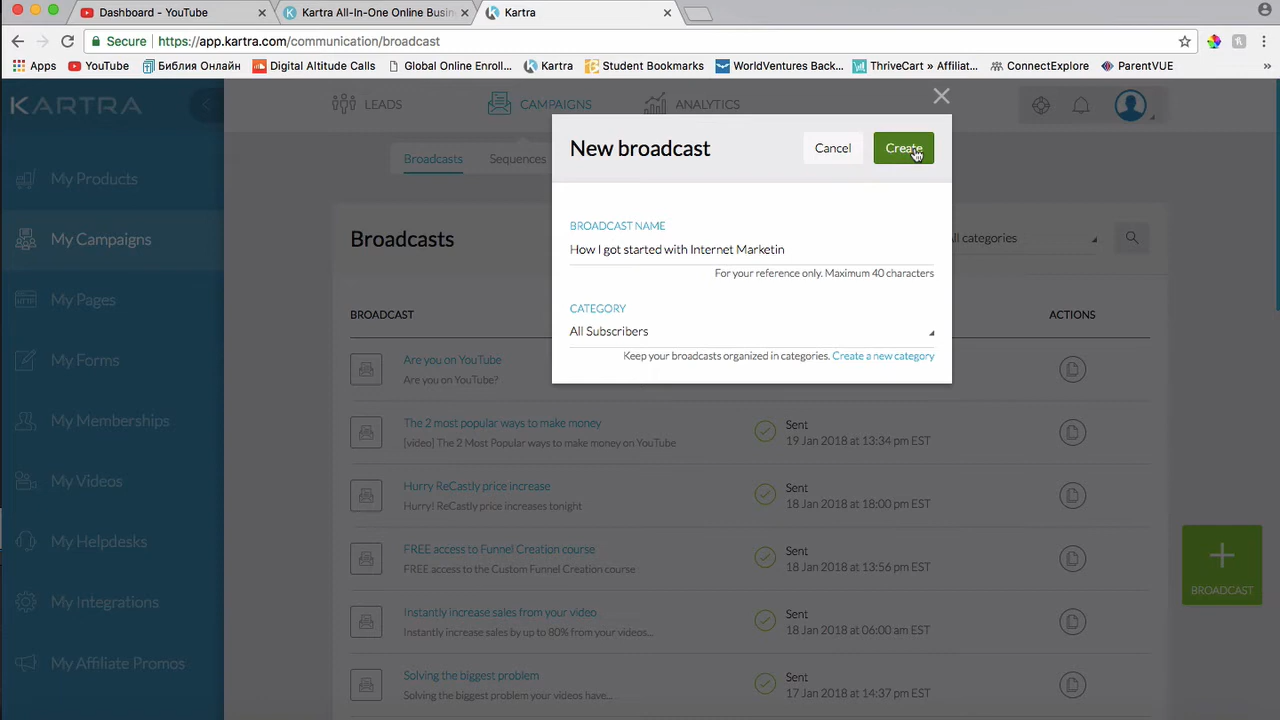 Dashboard - YouTube
Kartra All-In-One Online Busin
Kartra
Secure https://app.kartra.com/communication/broadcast
Apps YouTube Библия Онлайн Digital Altitude Calls Global Online Enroll... Kartra Student Bookmarks WorldVentures Back... ThriveCart » Affiliat... ConnectExplore ParentVUE »
KARTRA
LEADS CAMPAIGNS ANALYTICS
New broadcast Cancel Create
Broadcasts Sequences
My Products
BROADCAST NAME
My Campaigns
Broadcasts
ll categories
How I got started with Internet Marketin
For your reference only. Maximum 40 characters
My Pages
CATEGORY
BROADCAST ACTIONS
All Subscribers
Keep your broadcasts organized in categories. Create a new category
My Forms
Are you on YouTube
Are you on YouTube?
My Memberships
The 2 most popular ways to make money Sent
[video] The 2 Most Popular ways to make money on YouTube 19 Jan 2018 at 13:34 pm EST
My Videos
Hurry ReCastly price increase Sent
Hurry! ReCastly price increases tonight 18 Jan 2018 at 18:00 pm EST
My Helpdesks
FREE access to Funnel Creation course Sent
FREE access to the Custom Funnel Creation course 18 Jan 2018 at 13:56 pm EST
BROADCAST
My Integrations
Instantly increase sales from your video Sent
Instantly increase sales by up to 80% from your videos... 18 Jan 2018 at 06:00 am EST
My Affiliate Promos
Solving the biggest problem Sent
Solving the biggest problem your videos have... 17 Jan 2018 at 14:37 pm EST